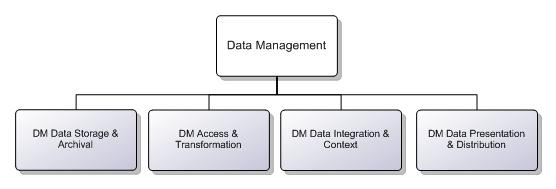 Data Management
DM Data Storage &
Archival
DM Access &
Transformation
DM Data Integration &
Context
DM Data Presentation
& Distribution